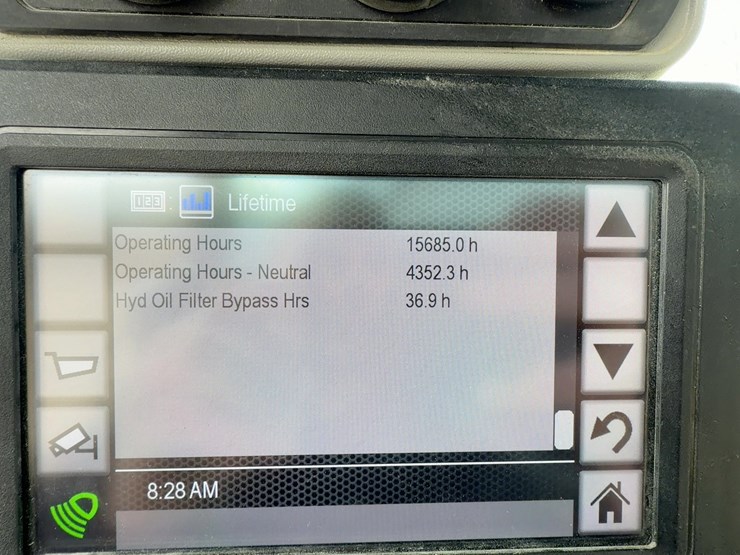 123 : Lifetime
Operating Hours 15685.0 h
Operating Hours - Neutral 4352.3 h
Hyd Oil Filter Bypass Hrs 36.9 h
8:28 AM